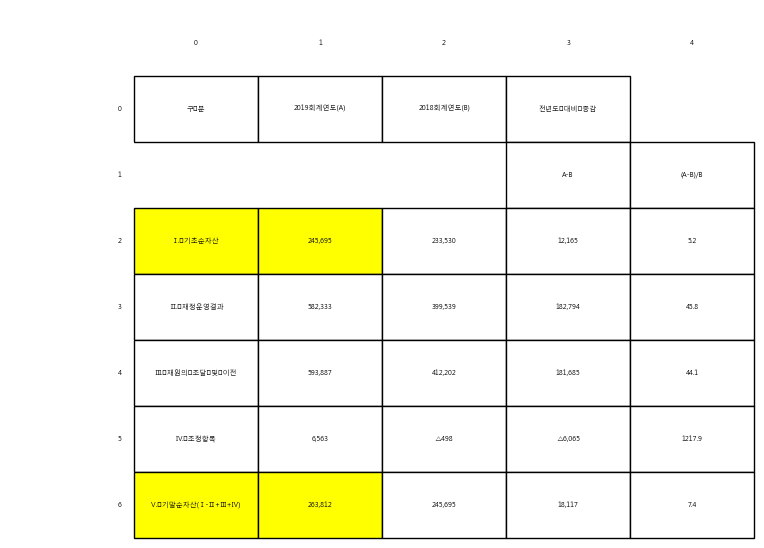 0 1 2 3 4
0 구□분 2019회계연도(A) 2018회계연도(B) 전년도□대비□증감
1 A-B (A-B)/B
2 Ⅰ.□기초순자산 245,695 233,530 12,165 5.2
3 Ⅱ.□재정운영결과 582,333 399,539 182,794 45.8
4 Ⅲ□재원의□조달□및□이전 593,887 412,202 181,685 44.1
5 Ⅳ.□조정항목 6,563 △498 △6,065 1217.9
6 Ⅴ.□기말순자산(Ⅰ-Ⅱ+Ⅲ+Ⅳ) 263,812 245,695 18,117 7.4